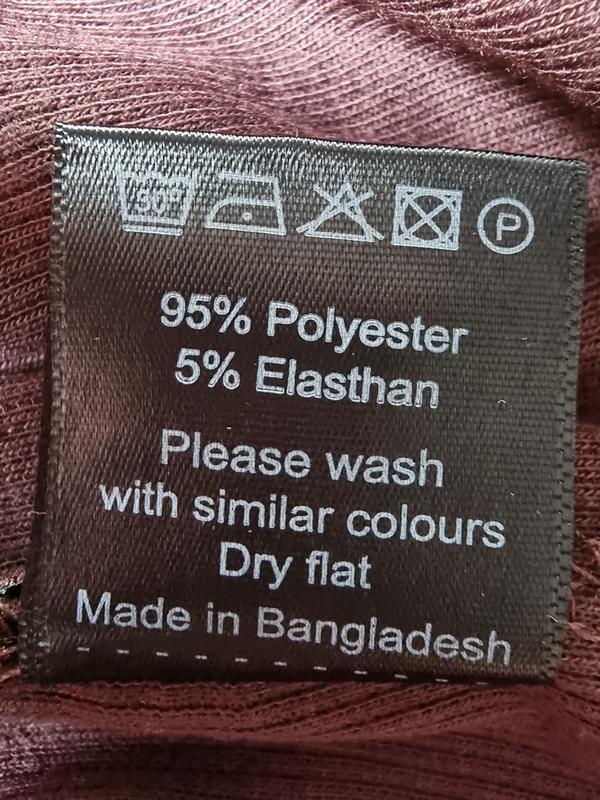 30°
P
95% Polyester
5% Elasthan
Please wash
with similar colours
Dry flat
Made in Bangladesh